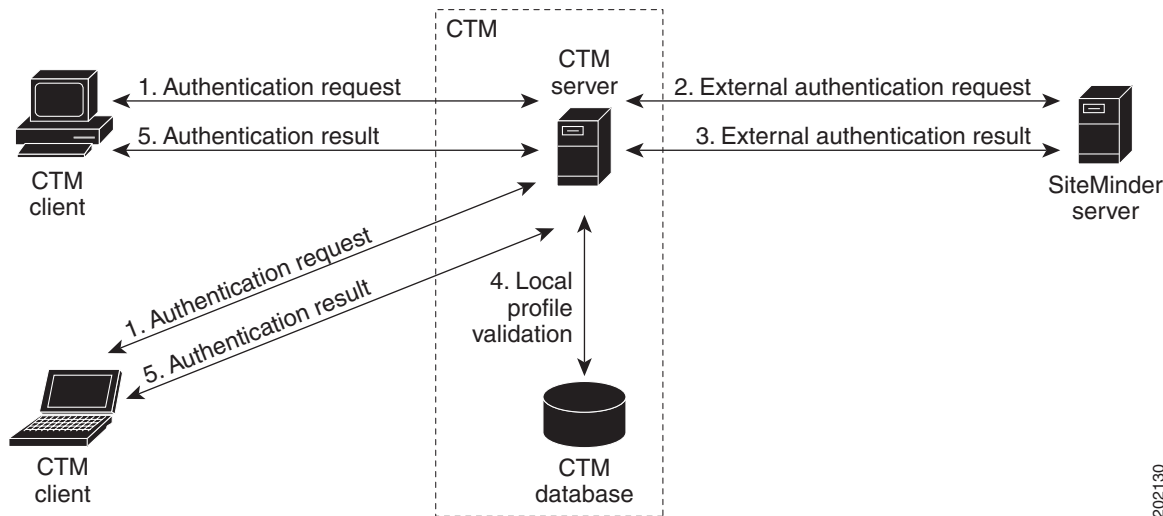 CTM
CTM
server
1. Authentication request
5. Authentication result
2. External authentication request
3. External authentication result
CTM
client
SiteMinder
server
1. Authentication request
5. Authentication result
4. Local
profile
validation
CTM
client
CTM
database
202130